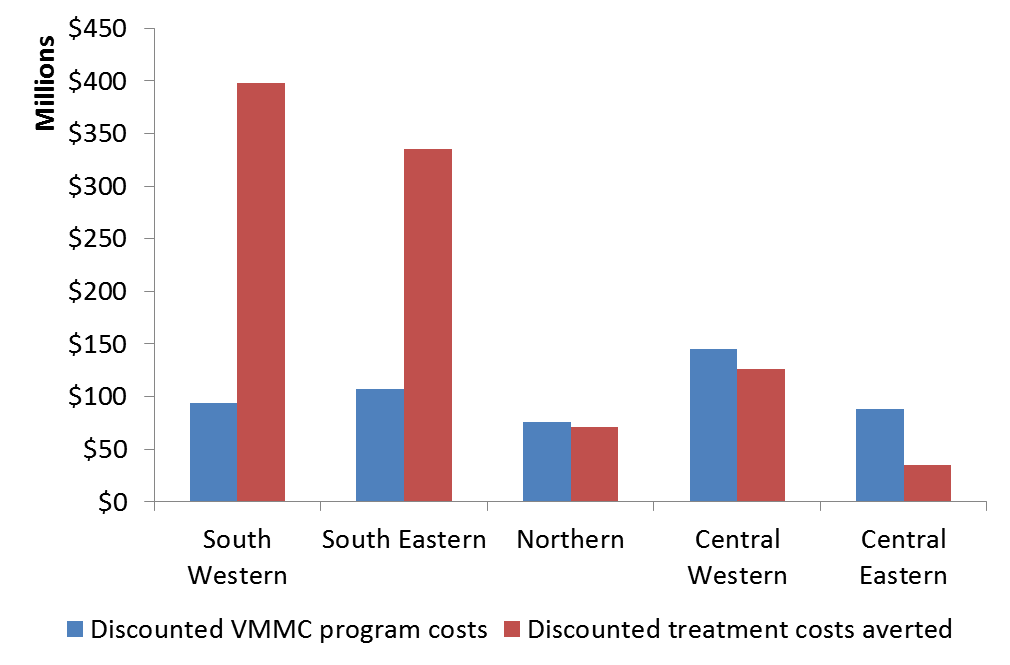 Millions
$450
$400
$350
$300
$250
$200
$150
$100
$50
$0
South
Western
South Eastern
Northern
Central
Western
Central
Eastern
Discounted VMMC program costs
Discounted treatment costs averted